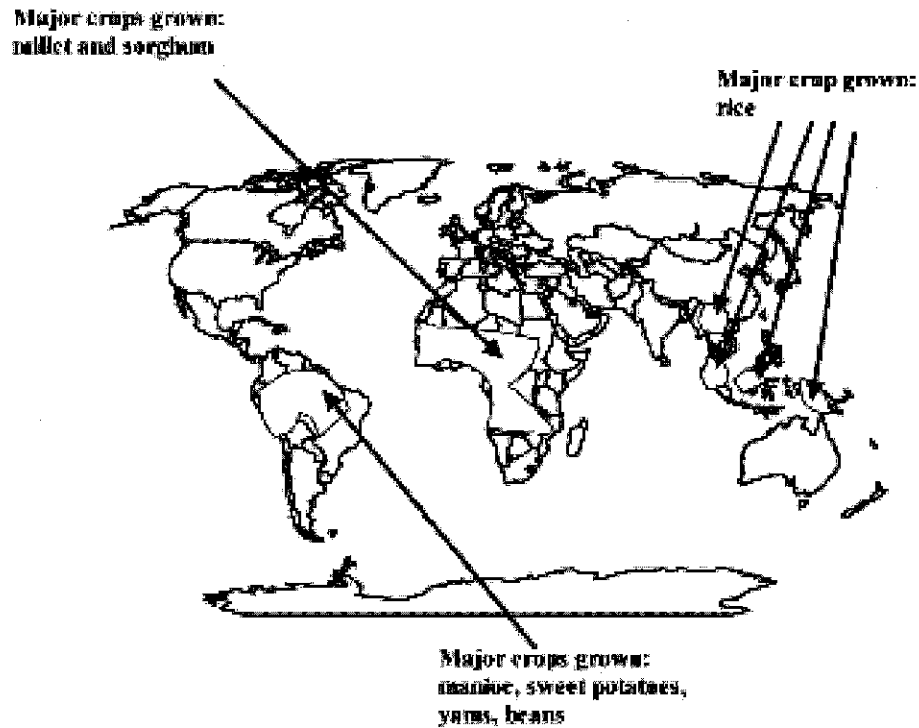 Major crops grown:
millet and sorghum
Major crop grown:
rice
Major crops grown:
manioc, sweet potatoes,
yams, beans